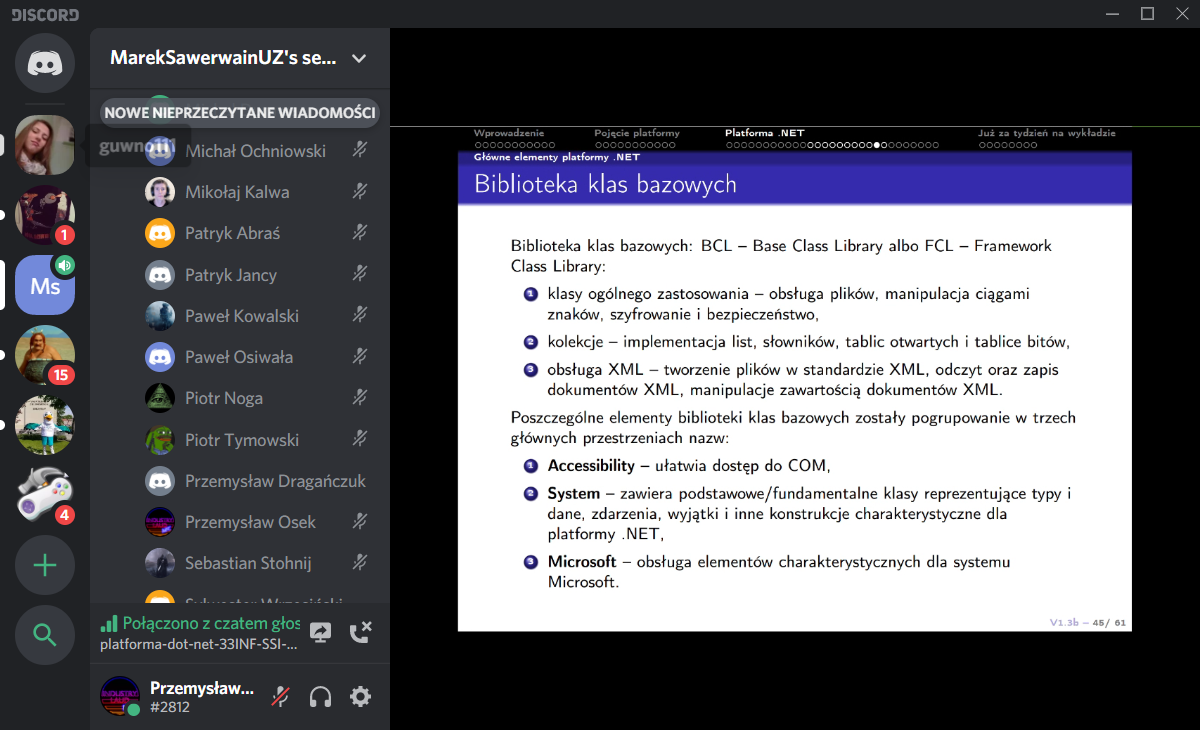 DISCORD
MarekSawerwainUZ's se...
NOWE NIEPRZECZYTANE WIADOMOŚCI
guwnoiiii
Michał Ochniowski
Mikołaj Kalwa
Patryk Abraś
1
Patryk Jancy
Ms
Paweł Kowalski
Paweł Osiwała
15
Piotr Noga
Piotr Tymowski
Przemysław Dragańczuk
4
Przemysław Osek
Sebastian Stohnij
Połączono z czatem głos
platforma-dot-net-33INF-SSI-...
Przemysław...
#2812
Wprowadzenie Pojęcie platformy Platforma .NET Już za tydzień na wykładzie
Główne elementy platformy .NET
Biblioteka klas bazowych
Biblioteka klas bazowych: BCL – Base Class Library albo FCL – Framework
Class Library:
1 klasy ogólnego zastosowania – obsługa plików, manipulacja ciągami
znaków, szyfrowanie i bezpieczeństwo,
2 kolekcje – implementacja list, słowników, tablic otwartych i tablice bitów,
3 obsługa XML – tworzenie plików w standardzie XML, odczyt oraz zapis
dokumentów XML, manipulacje zawartością dokumentów XML.
Poszczególne elementy biblioteki klas bazowych zostały pogrupowanie w trzech
głównych przestrzeniach nazw:
1 Accessibility – ułatwia dostęp do COM,
2 System – zawiera podstawowe/fundamentalne klasy reprezentujące typy i
dane, zdarzenia, wyjątki i inne konstrukcje charakterystyczne dla
platformy .NET,
3 Microsoft – obsługa elementów charakterystycznych dla systemu
Microsoft.
V1.3b – 45/ 61